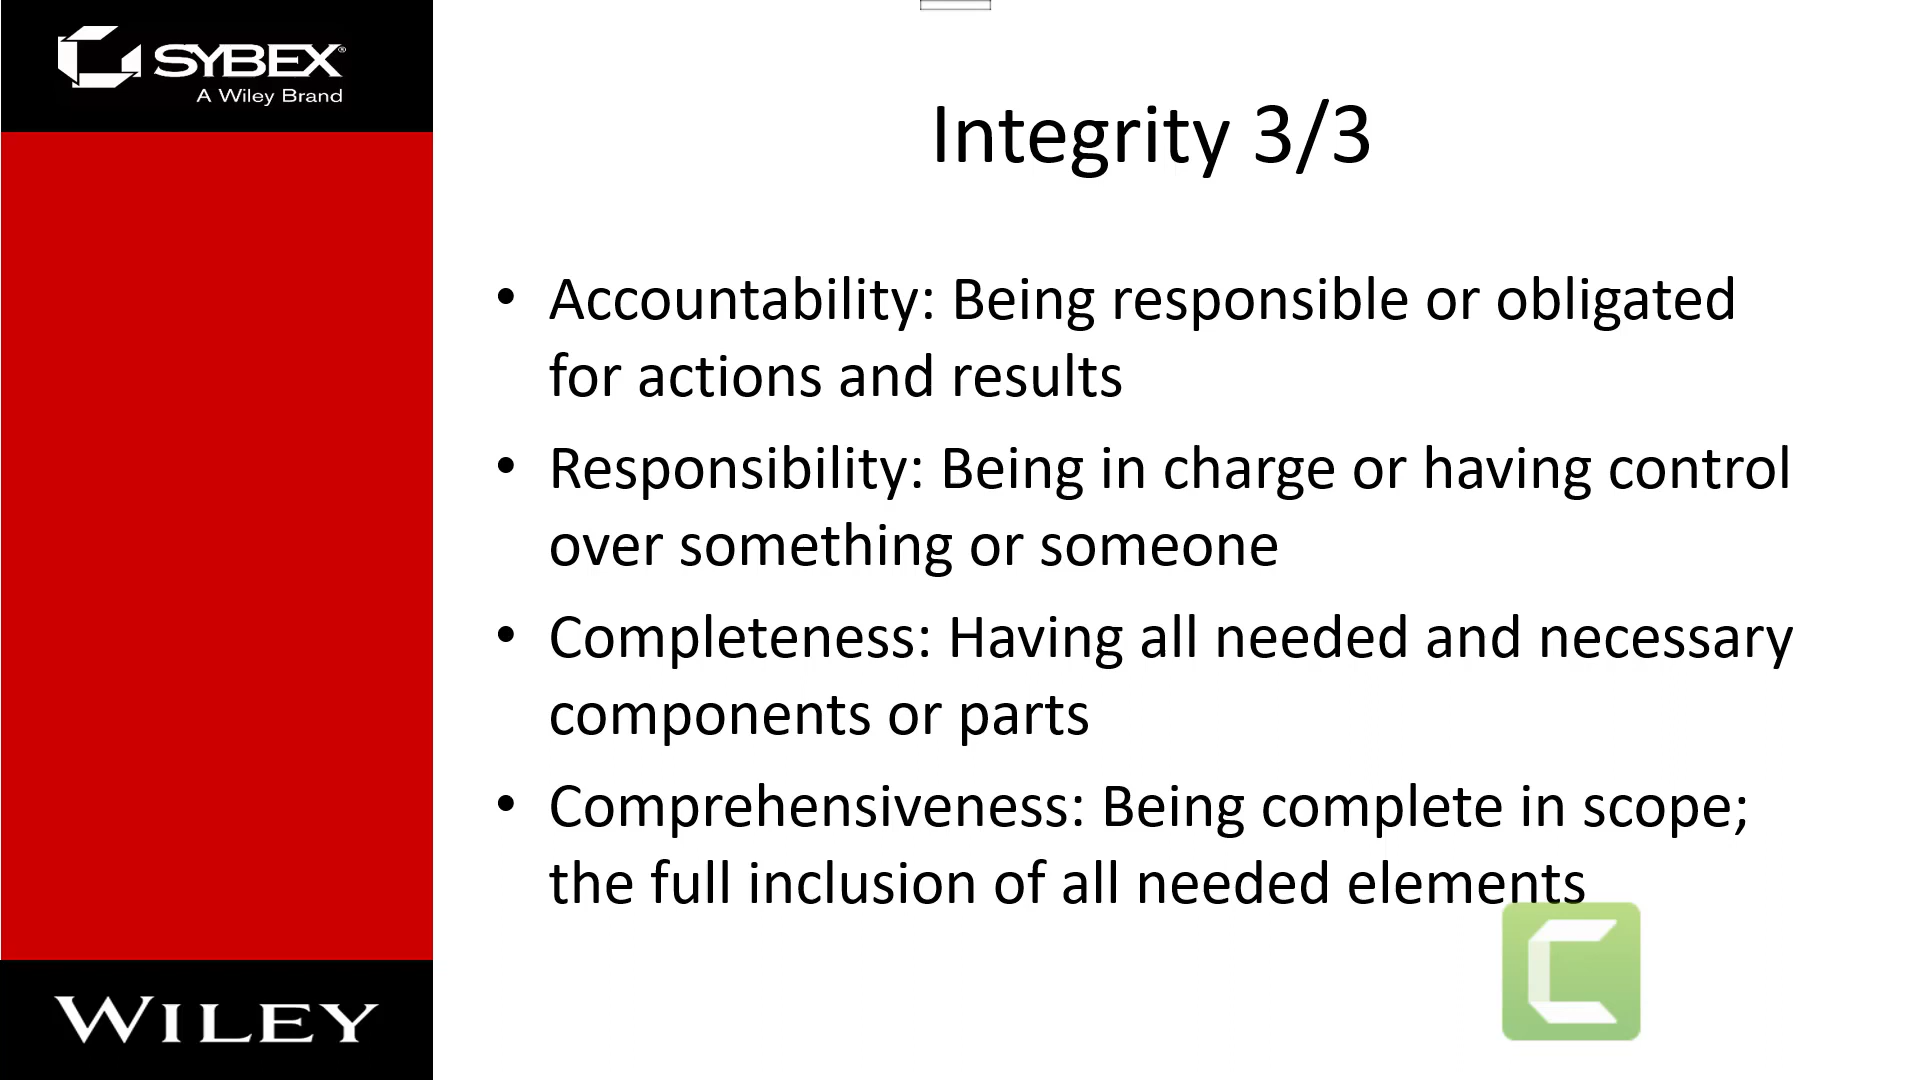 SYBEX®
A Wiley Brand
Integrity 3/3
• Accountability: Being responsible or obligated
for actions and results
• Responsibility: Being in charge or having control
over something or someone
• Completeness: Having all needed and necessary
components or parts
• Comprehensiveness: Being complete in scope;
the full inclusion of all needed elements
WILEY